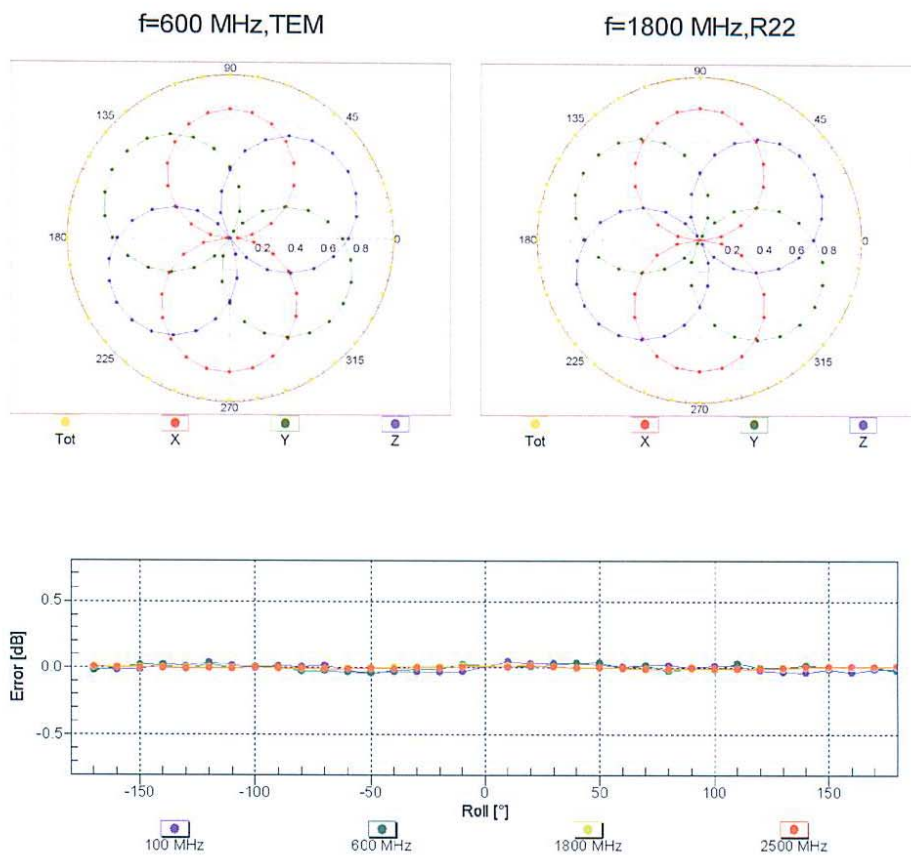 f=600 MHz,TEM
f=1800 MHz,R22
90
90
135
45
135
45
180
0.2 0.4 0.6 0.8
0
180
0.2 0.4 0.6 0.8
0
225
315
225
315
270
270
Tot X Y Z
Tot X Y Z
Error [dB]
0.5
0.0
-0.5
-150 -100 -50 0 50 100 150
Roll [°]
100 MHz 600 MHz 1800 MHz 2500 MHz